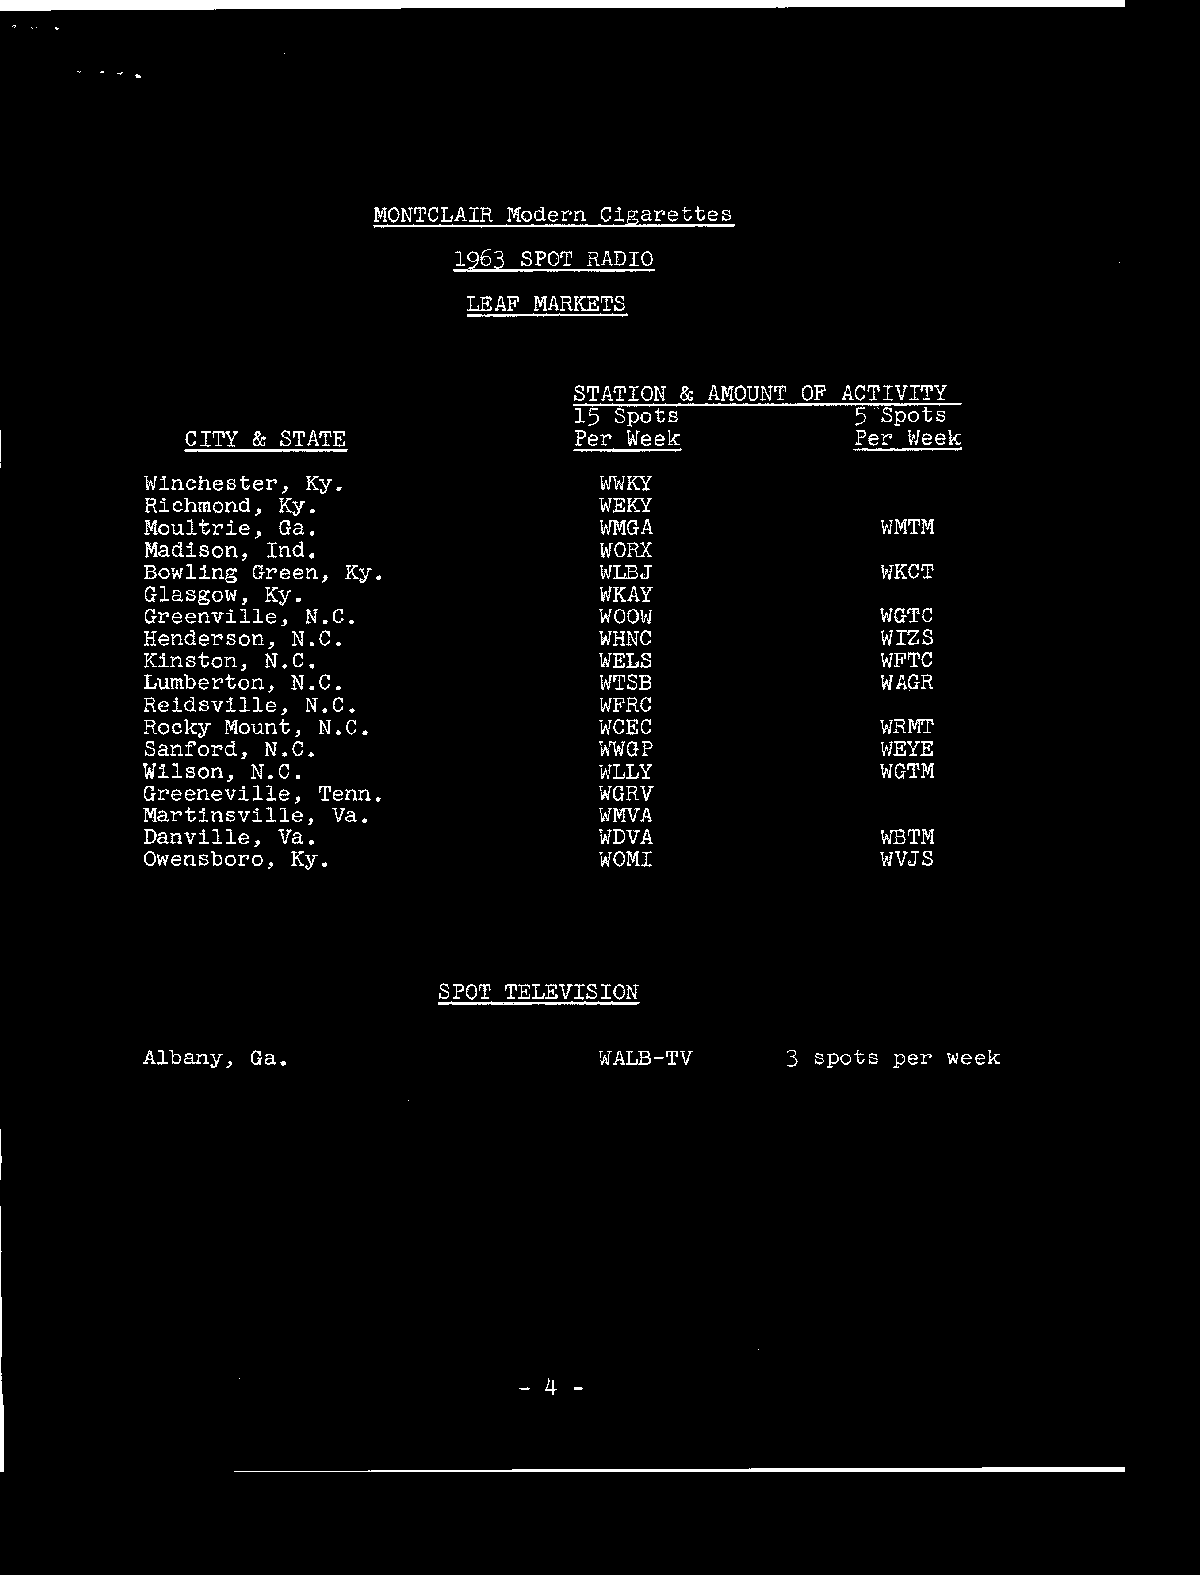 MONTCLAIR Modern Cigarettes
1963 SPOT RADIO
LEAF MARKETS
STATION & AMOUNT OF ACTIVITY
15 Spots 5 Spots
CITY & STATE Per Week Per Week
Winchester, Ky. WWKY
Richmond, Ky. WEKY
Moultrie, Ga. WMGA WMTM
Madison, Ind. WORX
Bowling Green, Ky. WLBJ WKCT
Glasgow, Ky. WKAY
Greenville, N.C. WOOW WGTC
Henderson, N.C. WHNC WIZS
Kinston, N.C. WELS WFTC
Lumberton, N.C. WTSB WAGR
Reidsville, N.C. WFRC
Rocky Mount, N.C. WCEC WRMT
Sanford, N.C. WWGP WEYE
Wilson, N.C. WLLY WGTM
Greeneville, Tenn. WGRV
Martinsville, Va. WMVA
Danville, Va. WDVA WBTM
Owensboro, Ky. WOMI WVJS
SPOT TELEVISION
Albany, Ga. WALB-TV 3 spots per week
- 4 -